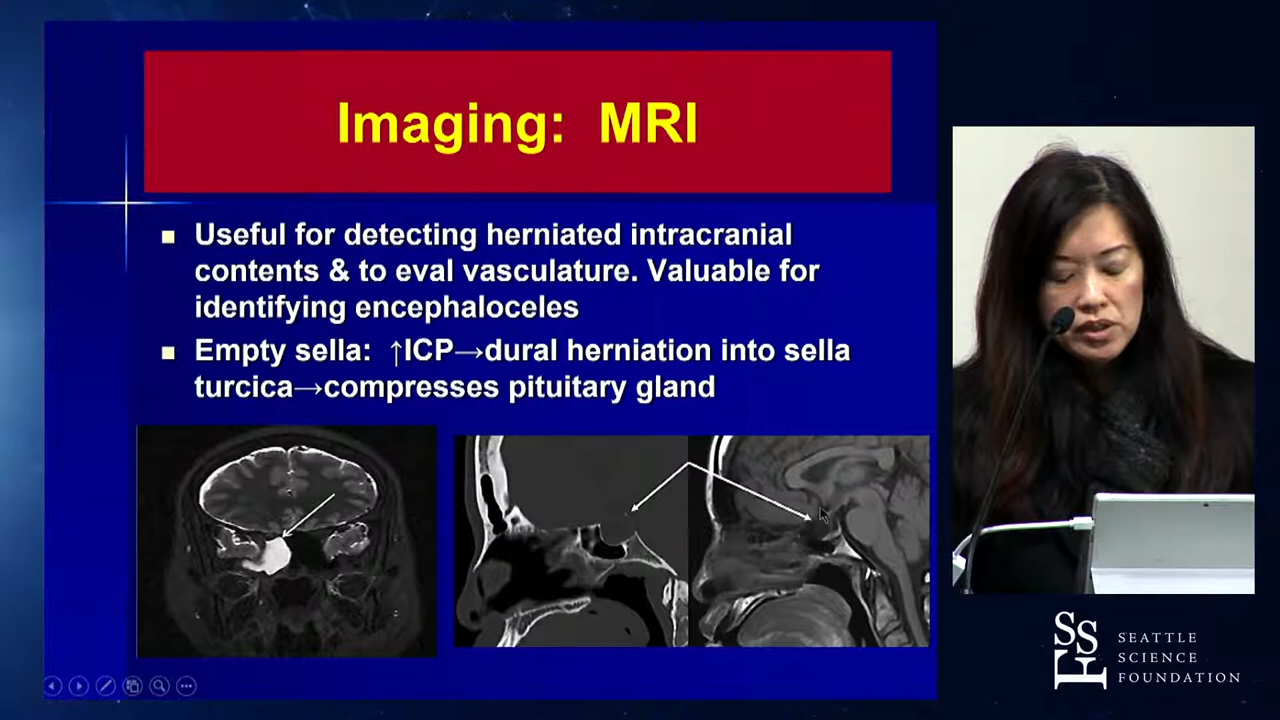 Imaging: MRI
Useful for detecting herniated intracranial
contents & to eval vasculature. Valuable for
identifying encephaloceles
Empty sella: ↑ICP→dural herniation into sella
turcica→compresses pituitary gland
SSF
SEATTLE
SCIENCE
FOUNDATION